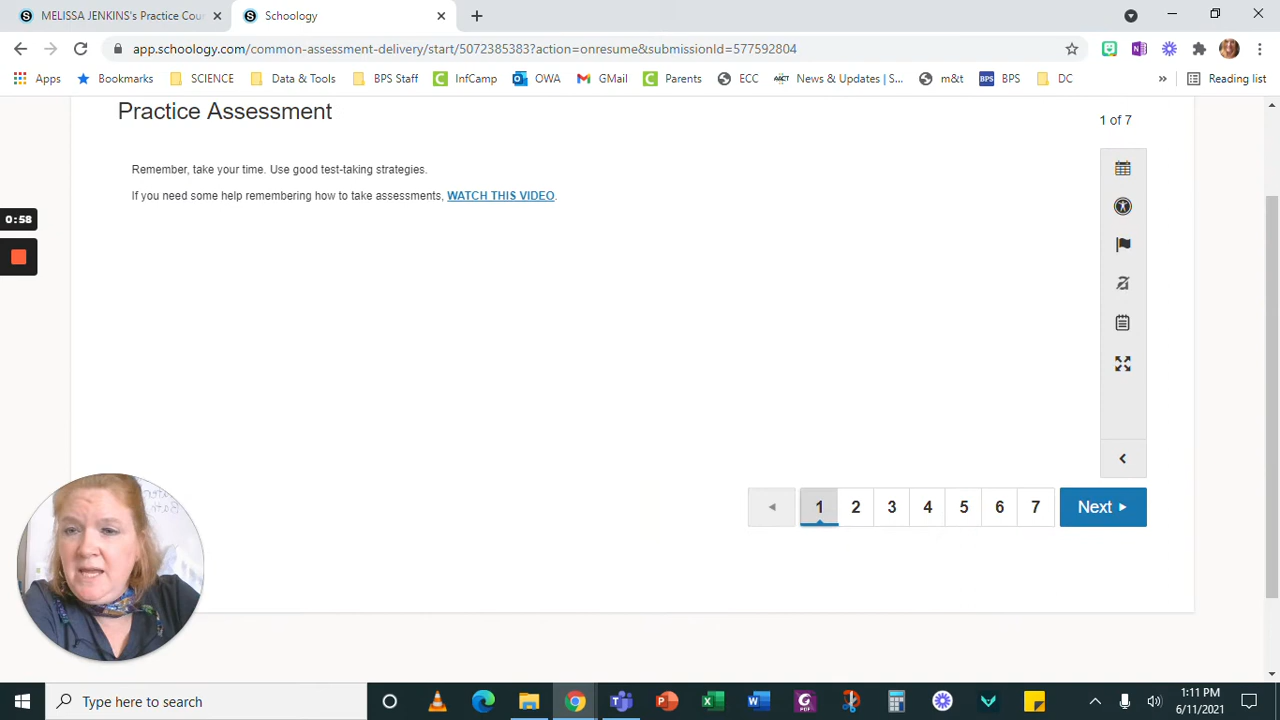 MELISSA JENKINS's Practice Cour
Schoology
app.schoology.com/common-assessment-delivery/start/5072385383?action=onresume&submissionId=577592804
Apps
Bookmarks
SCIENCE
Data & Tools
BPS Staff
InfCamp
OWA
GMail
Parents
ECC
News & Updates | S...
m&t
BPS
DC
»
Reading list
Practice Assessment
1 of 7
Remember, take your time. Use good test-taking strategies.
If you need some help remembering how to take assessments, WATCH THIS VIDEO.
0:58
1 2 3 4 5 6 7 Next
Type here to search
1:11 PM
6/11/2021